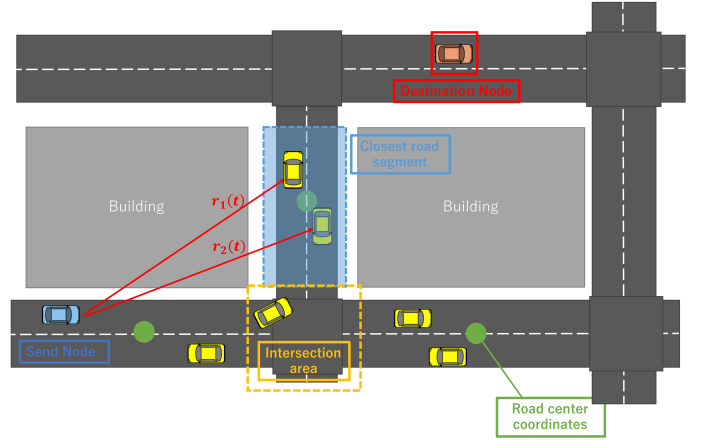 Destination Node
Closest road
segment
Building
r₁(t)
Building
r₂(t)
Send Node
Intersection
area
Road center
coordinates